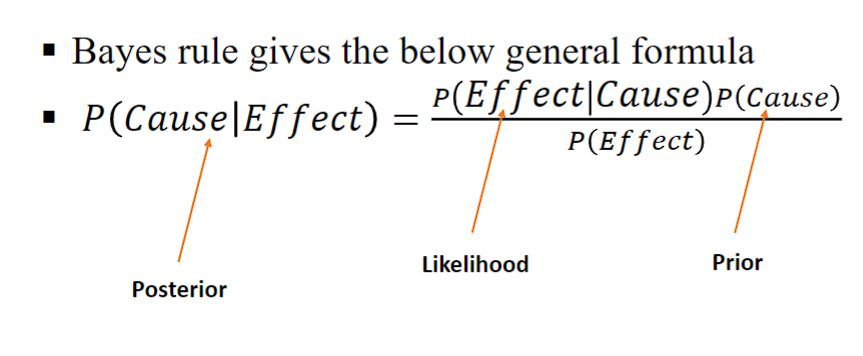 ▪ Bayes rule gives the below general formula
▪ P(Cause|Effect) = P(Effect|Cause)P(Cause) / P(Effect)
Posterior
Likelihood
Prior